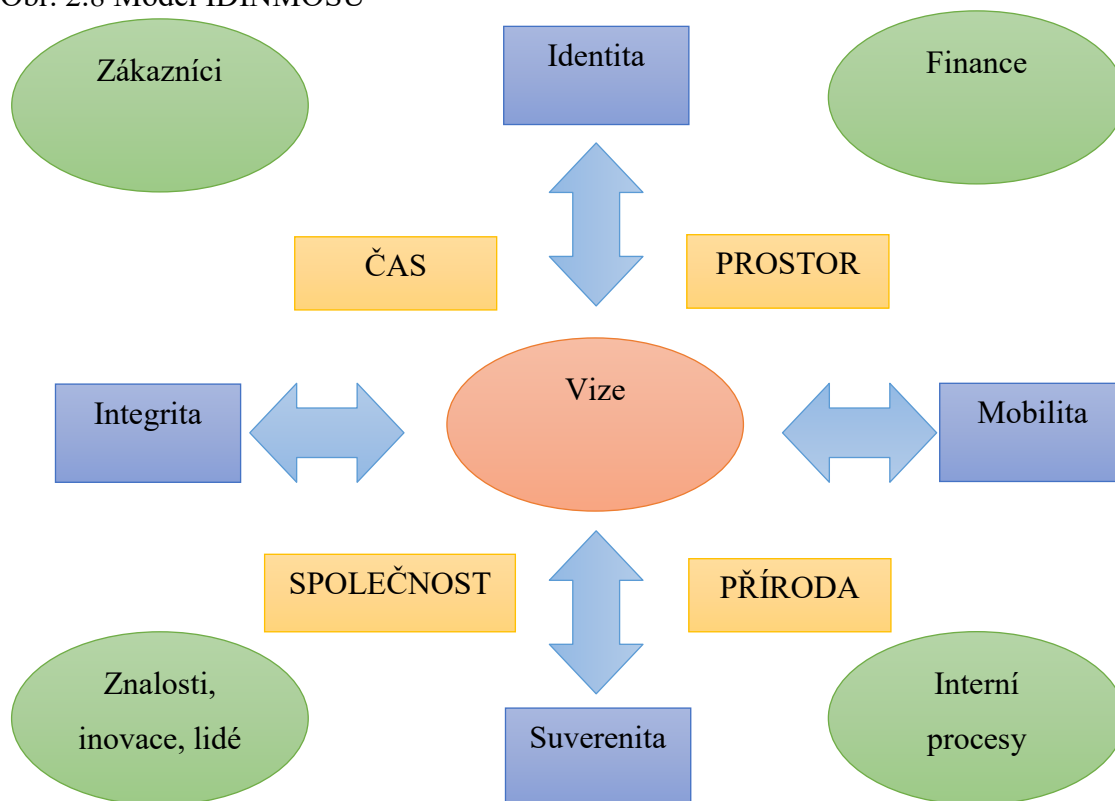 Obr. 2.8 Model IDINMOSU
Zákazníci
Identita
Finance
ČAS
PROSTOR
Integrita
Vize
Mobilita
SPOLEČNOST
PŘÍRODA
Znalosti,
inovace, lidé
Suverenita
Interní
procesy